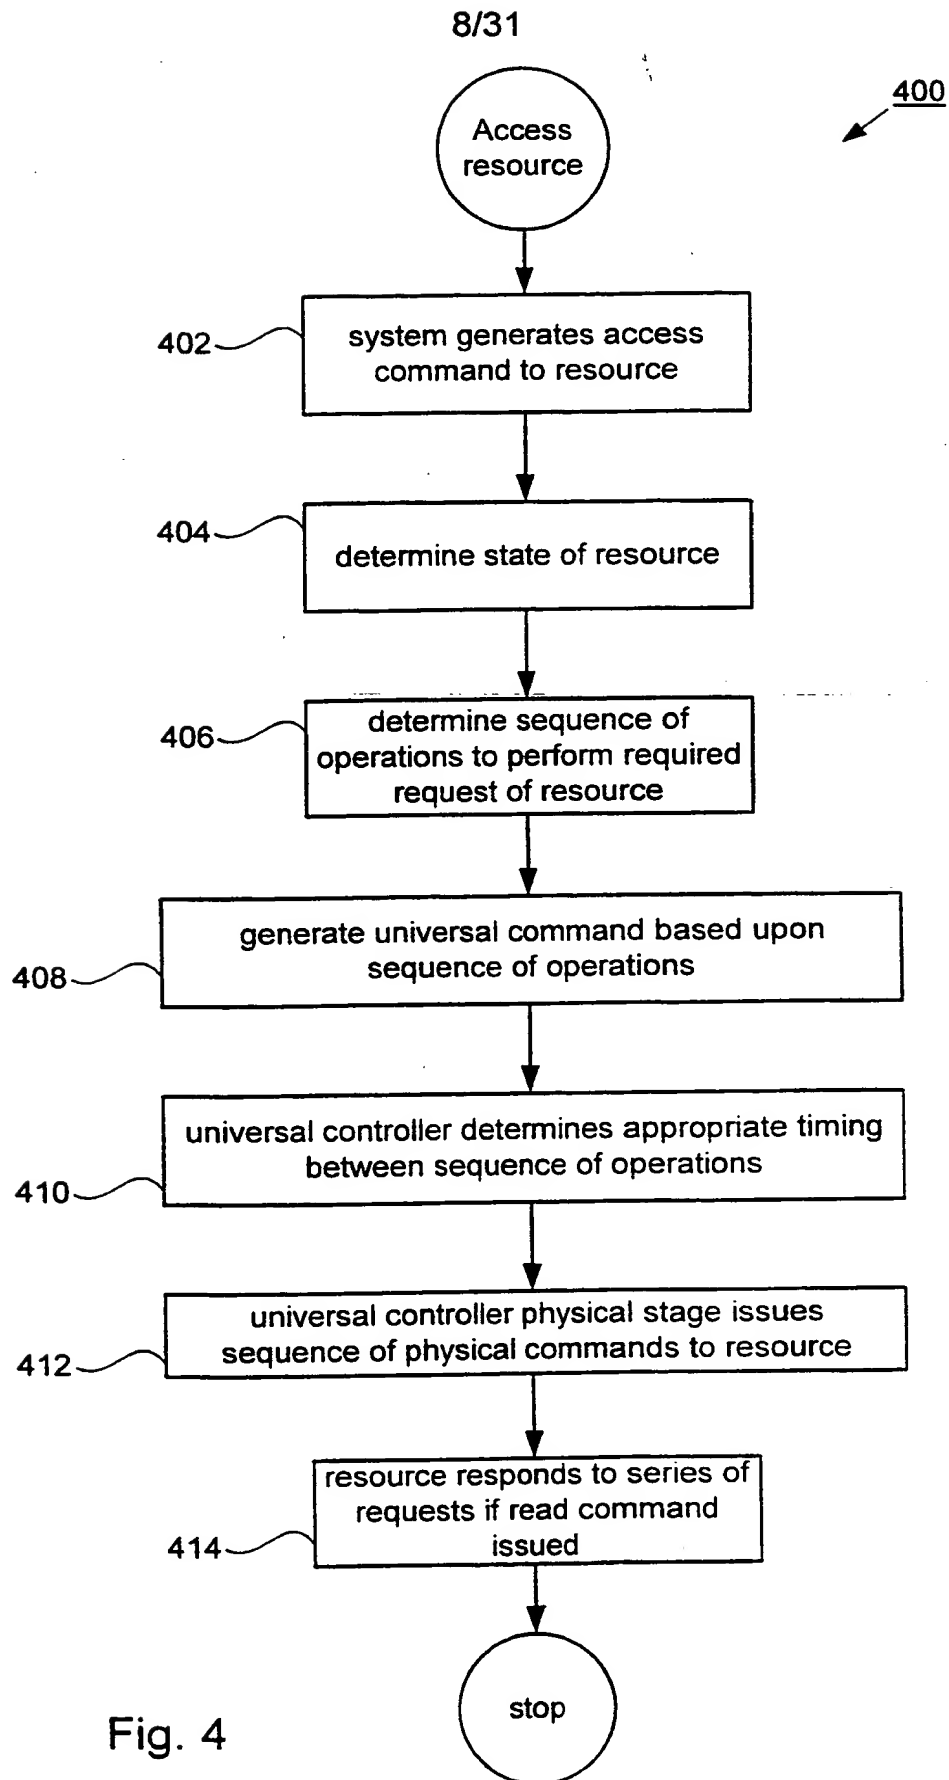 8/31
400
Access
resource
402
system generates access
command to resource
404
determine state of resource
406
determine sequence of
operations to perform required
request of resource
408
generate universal command based upon
sequence of operations
410
universal controller determines appropriate timing
between sequence of operations
412
universal controller physical stage issues
sequence of physical commands to resource
414
resource responds to series of
requests if read command
issued
stop
Fig. 4